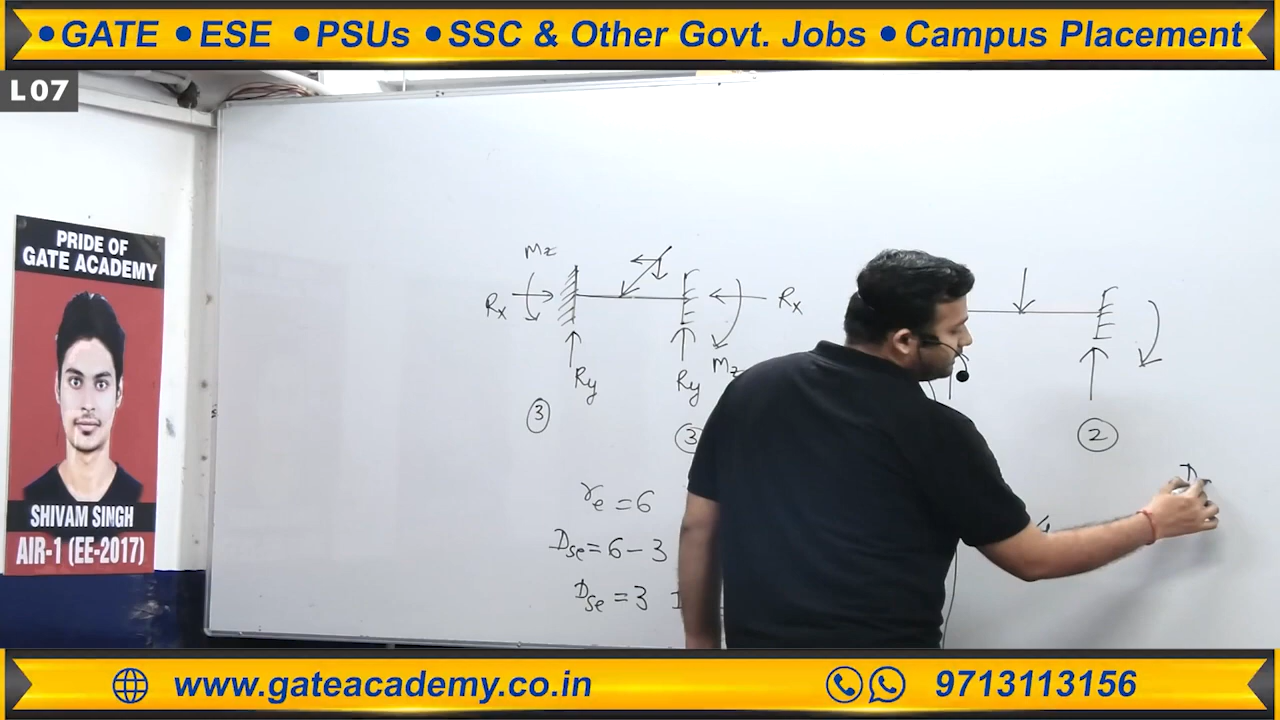 •GATE •ESE •PSUs •SSC & Other Govt. Jobs •Campus Placement
L07
PRIDE OF
GATE ACADEMY
SHIVAM SINGH
AIR-1 (EE-2017)
Mz
Rx
Rx
Ry
Ry
Mz
3
3
2
re = 6
Dse = 6 - 3
Dse = 3
www.gateacademy.co.in
9713113156